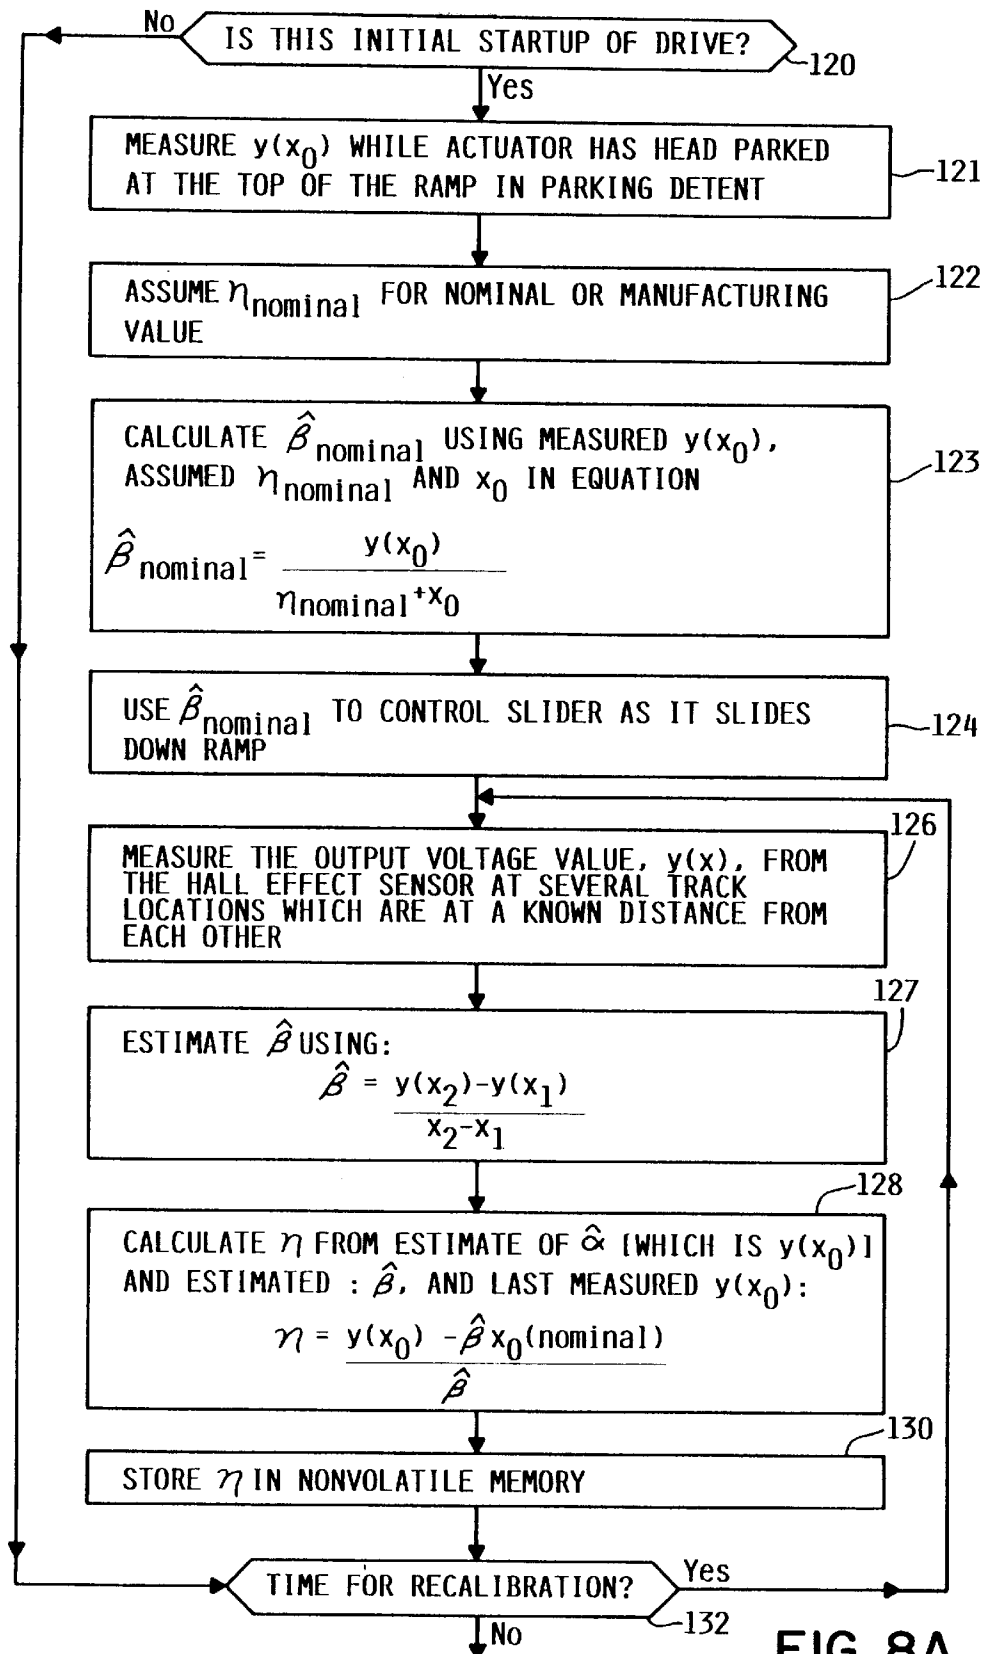 No
IS THIS INITIAL STARTUP OF DRIVE?
120
Yes
MEASURE y(x₀) WHILE ACTUATOR HAS HEAD PARKED
AT THE TOP OF THE RAMP IN PARKING DETENT
121
ASSUME η nominal FOR NOMINAL OR MANUFACTURING
VALUE
122
CALCULATE β̂ nominal USING MEASURED y(x₀),
ASSUMED η nominal AND x₀ IN EQUATION
β̂ nominal = y(x₀)
η nominal + x₀
123
USE β̂ nominal TO CONTROL SLIDER AS IT SLIDES
DOWN RAMP
124
126
MEASURE THE OUTPUT VOLTAGE VALUE, y(x), FROM
THE HALL EFFECT SENSOR AT SEVERAL TRACK
LOCATIONS WHICH ARE AT A KNOWN DISTANCE FROM
EACH OTHER
127
ESTIMATE β̂ USING:
β̂ = y(x₂)-y(x₁)
x₂-x₁
128
CALCULATE η FROM ESTIMATE OF α̂ [WHICH IS y(x₀)]
AND ESTIMATED : β̂, AND LAST MEASURED y(x₀):
η = y(x₀) - β̂ x₀(nominal)
β̂
130
STORE η IN NONVOLATILE MEMORY
TIME FOR RECALIBRATION?
Yes
132
No
FIG. 8A